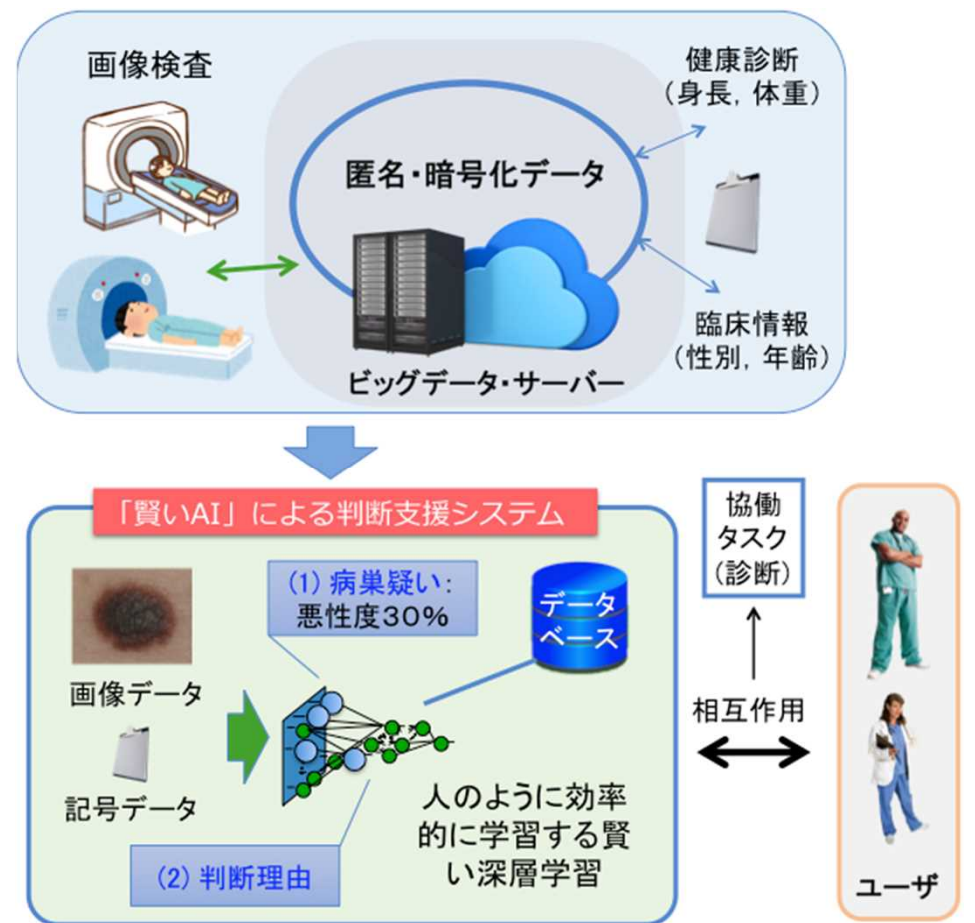 画像検査
健康診断
（身長，体重）
匿名・暗号化データ
臨床情報
（性別，年齢）
ビッグデータ・サーバー
「賢いAI」による判断支援システム
(1) 病巣疑い：
悪性度30％
データ
ベース
画像データ
記号データ
人のように効率
的に学習する賢
い深層学習
(2) 判断理由
協働
タスク
(診断)
相互作用
ユーザ